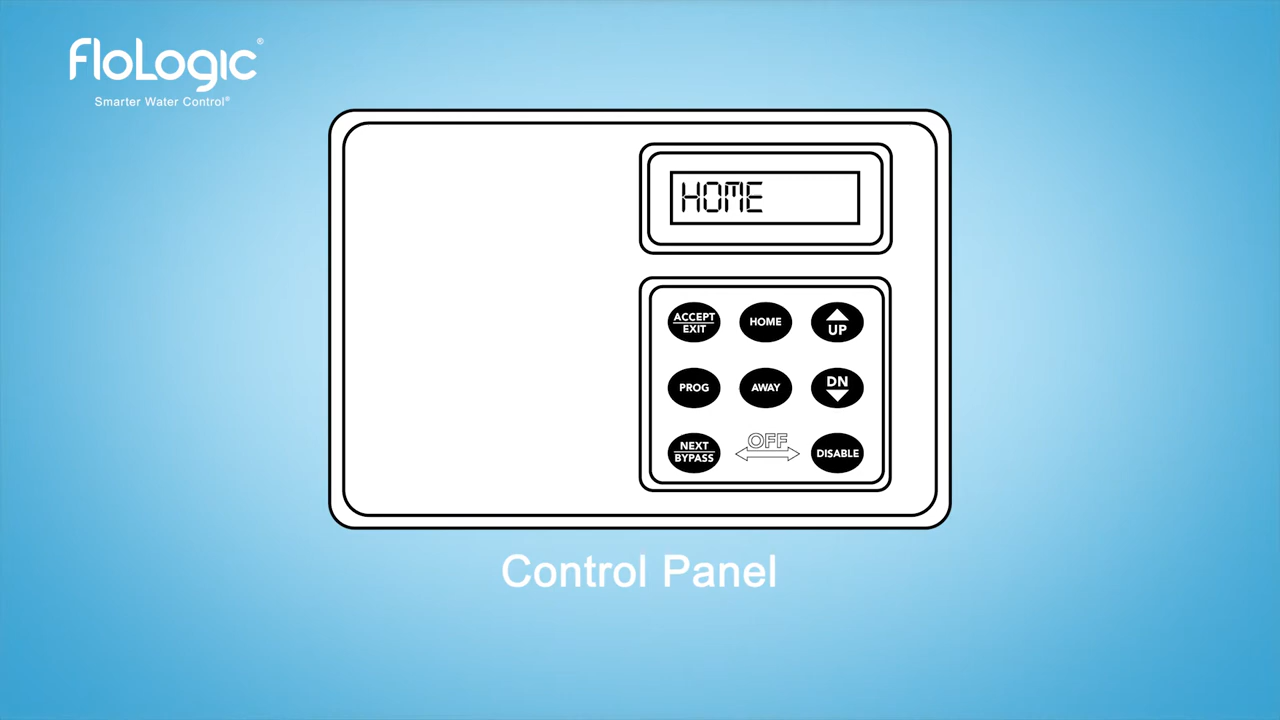 FloLogic®
Smarter Water Control®
HOME
ACCEPT
EXIT
HOME
UP
PROG
AWAY
DN
NEXT
BYPASS
OFF
DISABLE
Control Panel